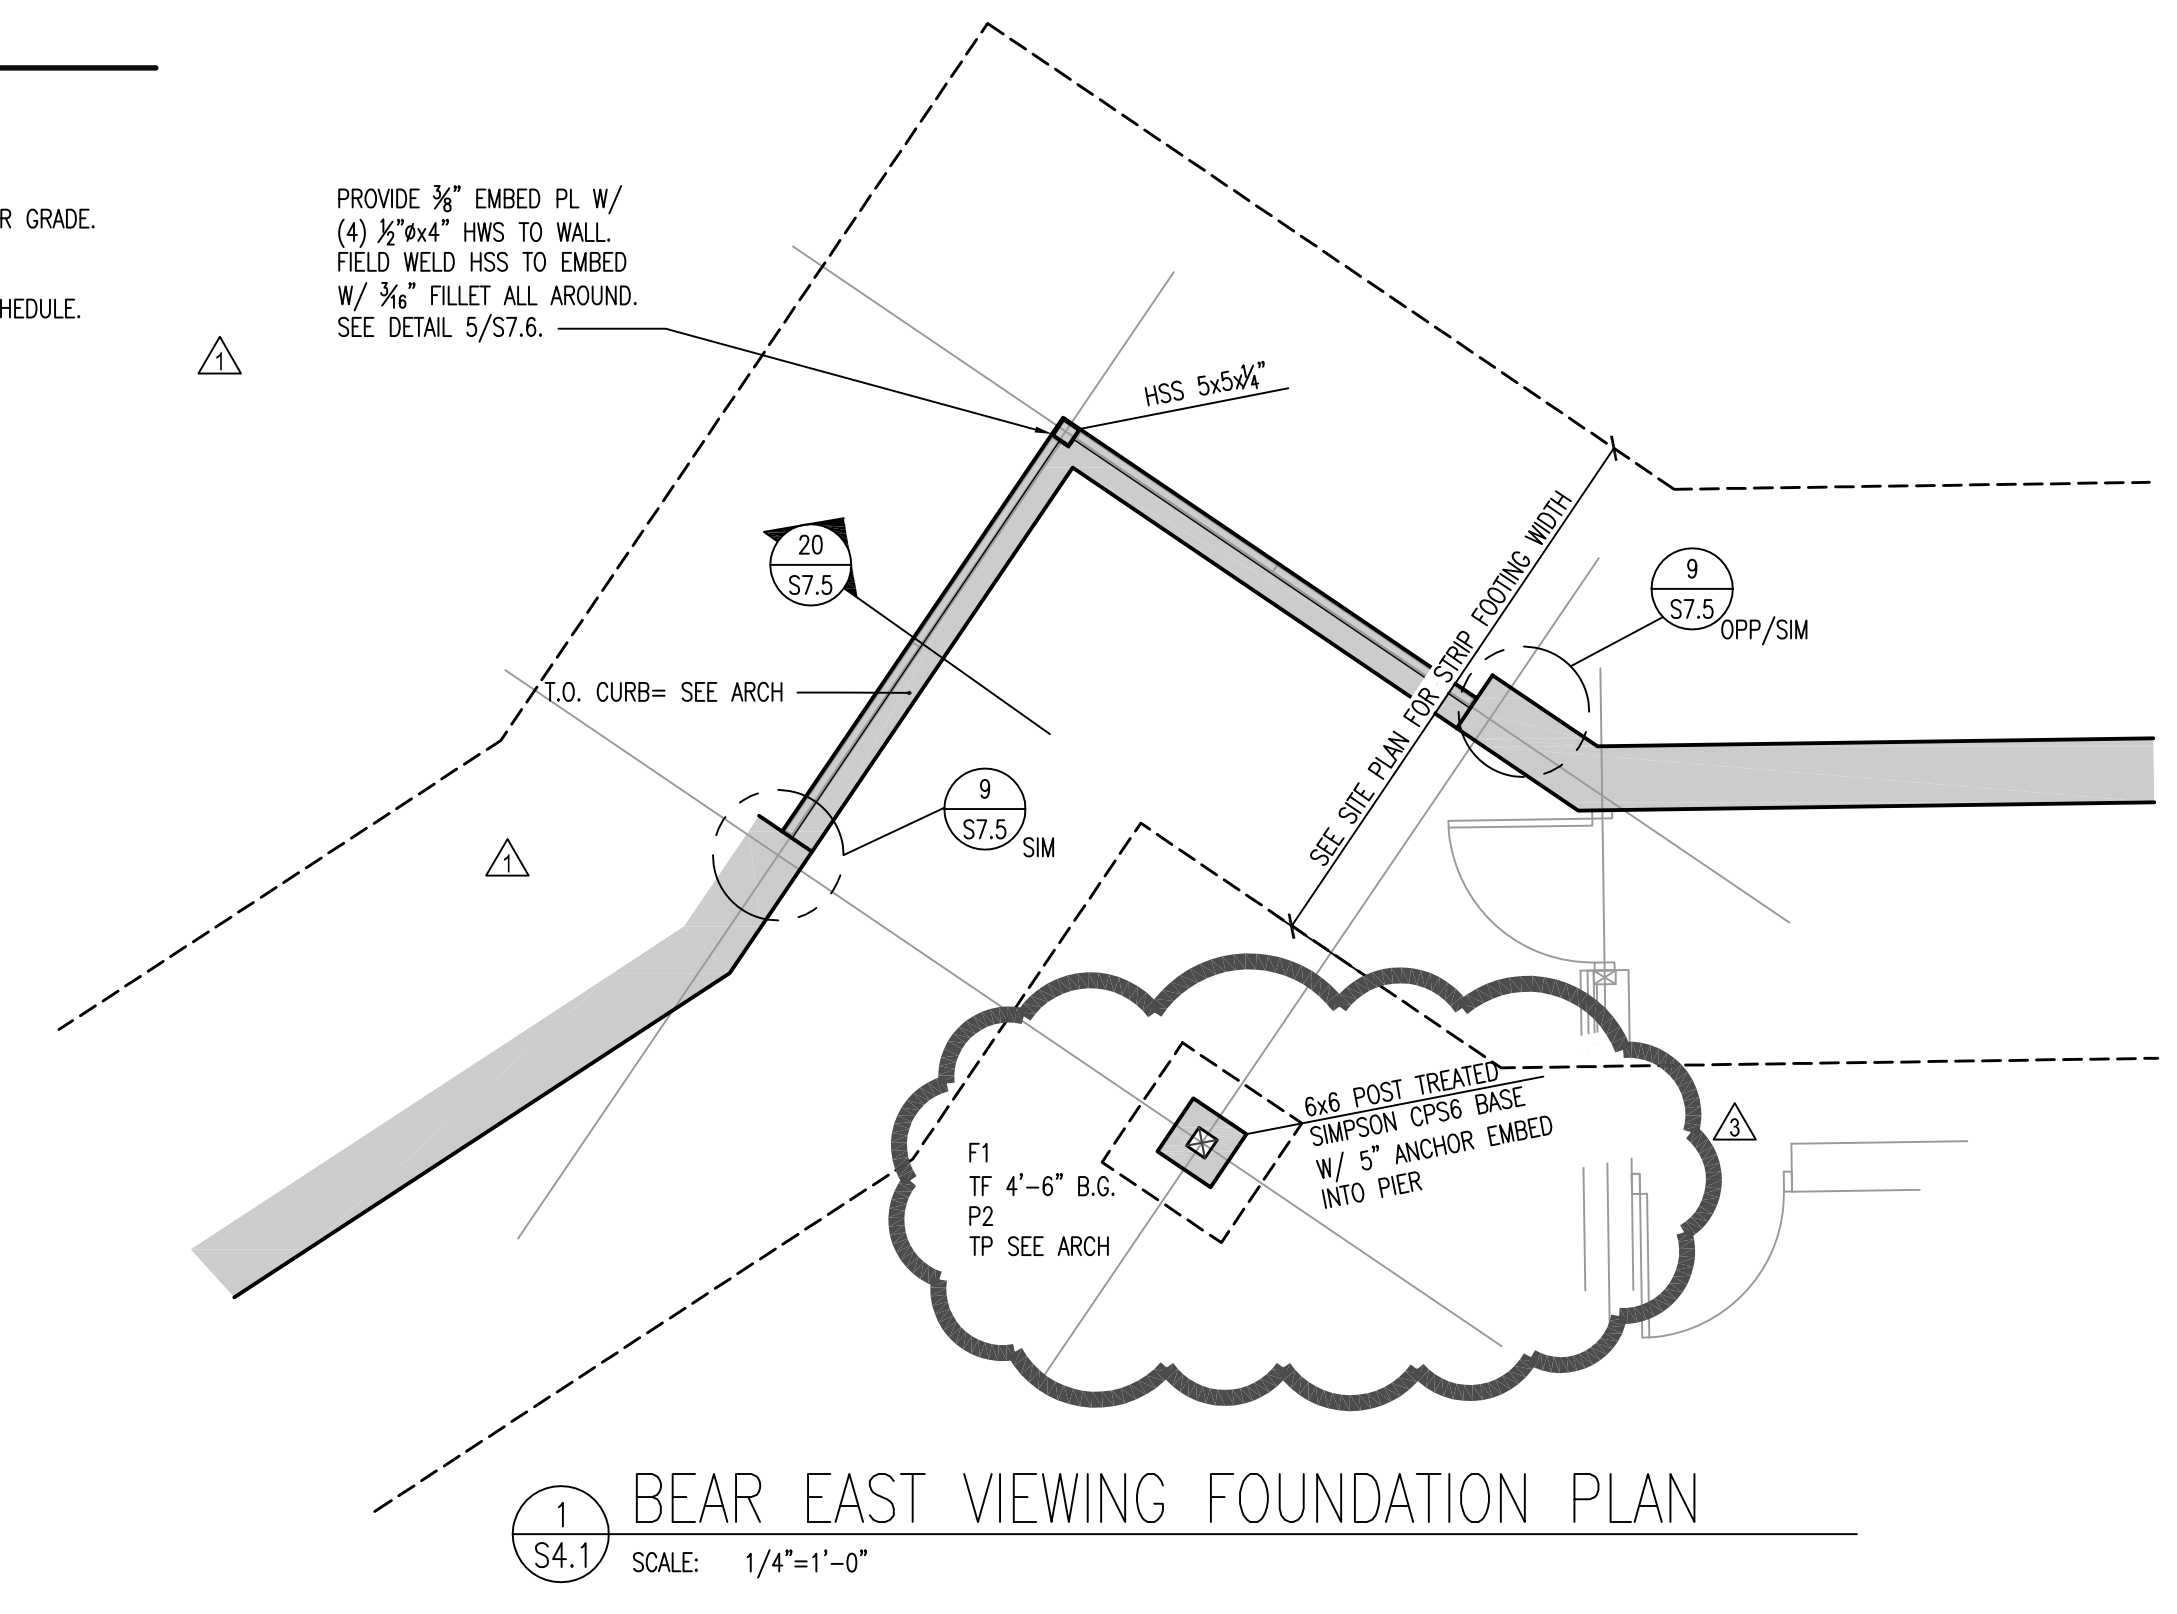 R GRADE.
HEDULE.
1
PROVIDE ⅜" EMBED PL W/
(4) ½"øx4" HWS TO WALL.
FIELD WELD HSS TO EMBED
W/ 3⁄16" FILLET ALL AROUND.
SEE DETAIL 5/S7.6.
HSS 5x5x¼"
20
S7.5
T.O. CURB= SEE ARCH
SEE SITE PLAN FOR STRIP FOOTING WIDTH
9
S7.5
OPP/SIM
9
S7.5
SIM
1
6x6 POST TREATED
SIMPSON CPS6 BASE
W/ 5" ANCHOR EMBED
INTO PIER
3
F1
TF 4'-6" B.G.
P2
TP SEE ARCH
1
S4.1
BEAR EAST VIEWING FOUNDATION PLAN
SCALE: 1/4"=1'-0"